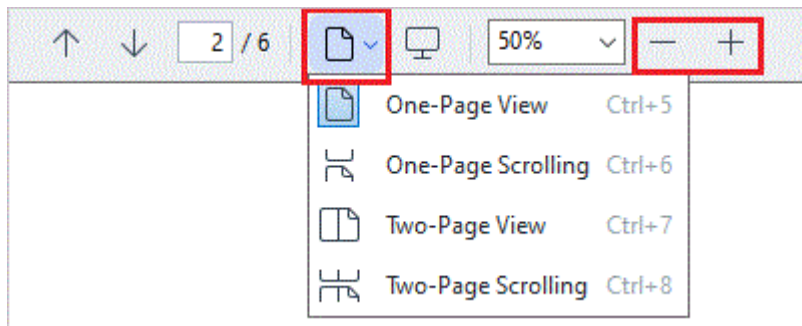 2 / 6 50%
One-Page View Ctrl+5
One-Page Scrolling Ctrl+6
Two-Page View Ctrl+7
Two-Page Scrolling Ctrl+8